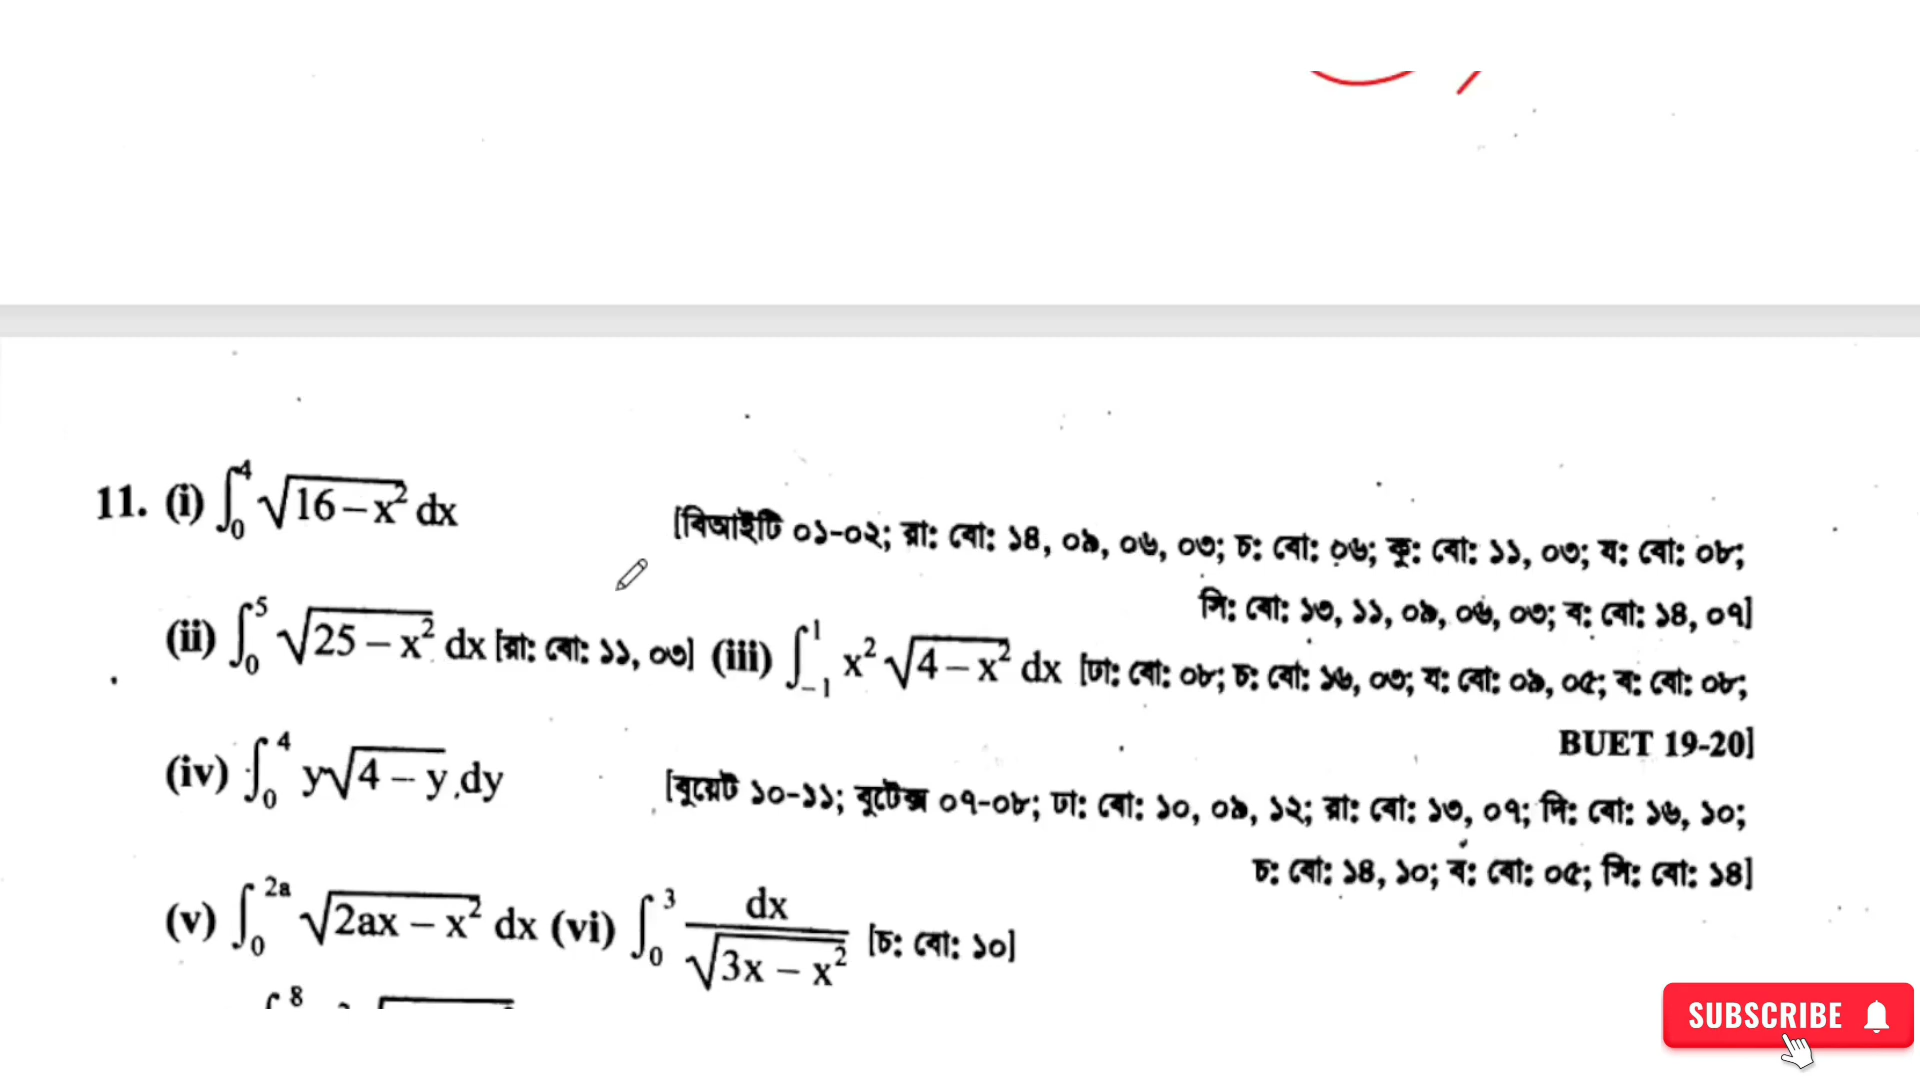 11. (i) ∫₀⁴ √(16 – x²) dx
[বিআইটি ০১-০২; রা: বো: ১৪, ০৯, ০৬, ০৩; চ: বো: ০৬; কু: বো: ১১, ০৩; য: বো: ০৮;
সি: বো: ১৩, ১১, ০৯, ০৬, ০৩; ব: বো: ১৪, ০৭]
(ii) ∫₀⁵ √(25 – x²) dx [রা: বো: ১১, ০৩] (iii) ∫₋₁¹ x² √(4 – x²) dx [ঢা: বো: ০৮; চ: বো: ১৬, ০৩; য: বো: ০৯, ০৫; ব: বো: ০৮;
BUET 19-20]
(iv) ∫₀⁴ y√(4 – y) dy
[বুয়েট ১০-১১; বুটেক্স ০৭-০৮; ঢা: বো: ১০, ০৯, ১২; রা: বো: ১৩, ০৭; দি: বো: ১৬, ১০;
চ: বো: ১৪, ১০; ব: বো: ০৫; সি: বো: ১৪]
(v) ∫₀²ᵃ √(2ax – x²) dx (vi) ∫₀³ dx/√(3x – x²) [চ: বো: ১০]
SUBSCRIBE